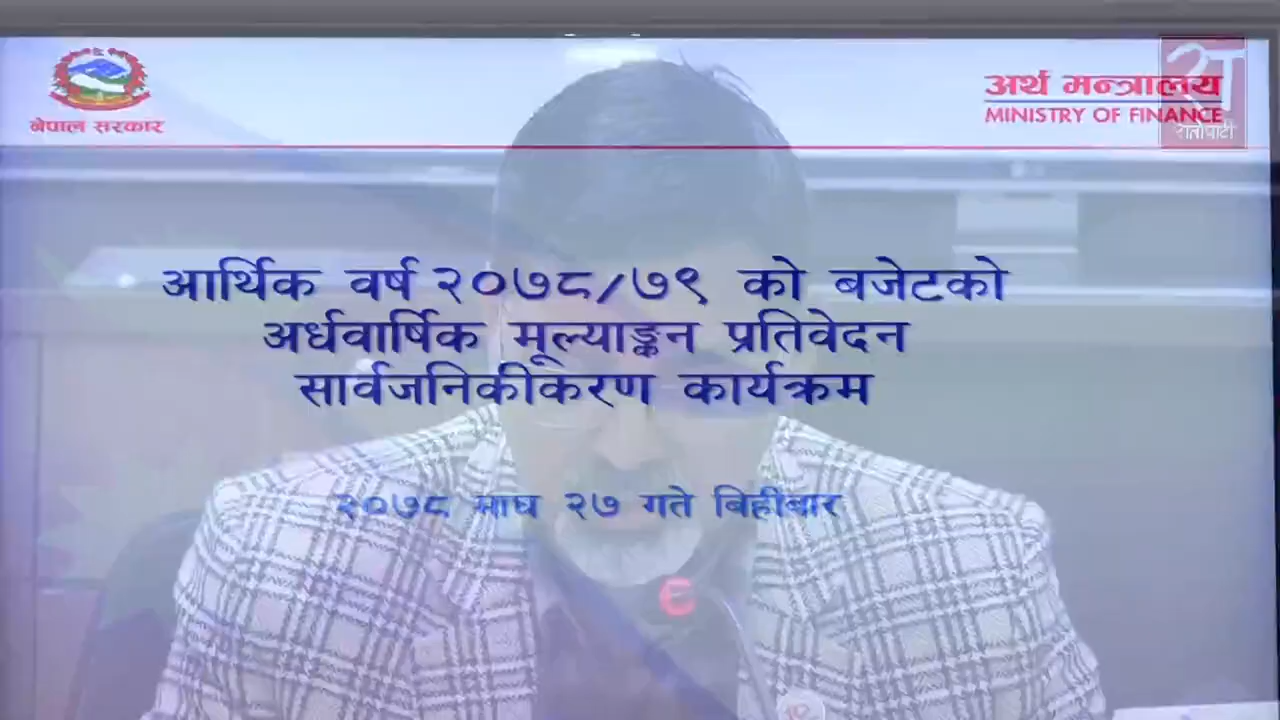 नेपाल सरकार
अर्थ मन्त्रालय
MINISTRY OF FINANCE
रातोपाटी
आर्थिक वर्ष २०७८/७९ को बजेटको
अर्धवार्षिक मूल्याङ्कन प्रतिवेदन
सार्वजनिकीकरण कार्यक्रम
२०७८ माघ २७ गते बिहीबार